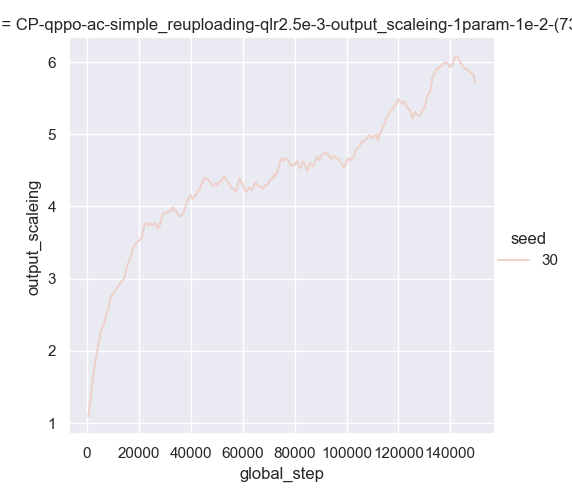 = CP-qppo-ac-simple_reuploading-qlr2.5e-3-output_scaleing-1param-1e-2-(73
6
5
4
3
2
1
output_scaleing
0 20000 40000 60000 80000 100000 120000 140000
global_step
seed
30